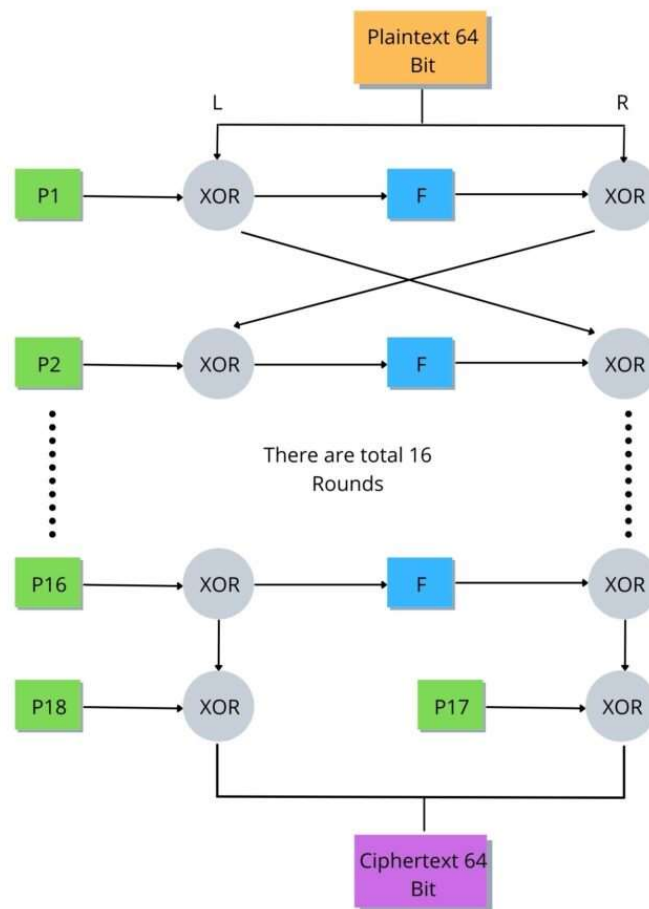 Plaintext 64
Bit
L
R
P1
XOR
F
XOR
P2
XOR
F
XOR
There are total 16
Rounds
P16
XOR
F
XOR
P18
XOR
P17
XOR
Ciphertext 64
Bit